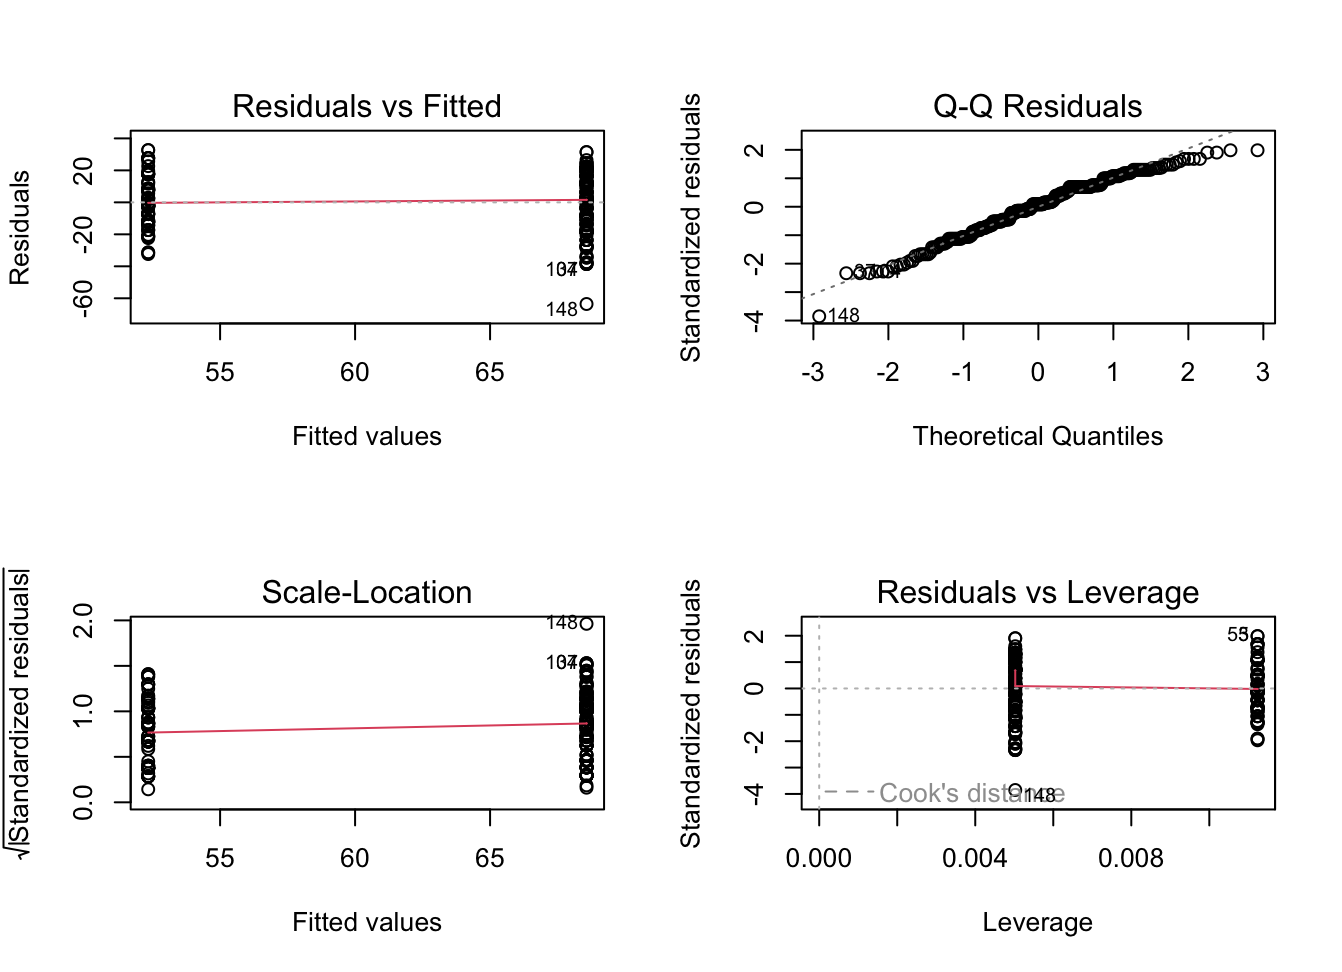 Residuals vs Fitted
Residuals
20
-20
-60
148
55 60 65
Fitted values
Q-Q Residuals
Standardized residuals
2
0
-2
-4
148
-3 -2 -1 0 1 2 3
Theoretical Quantiles
Scale-Location
√|Standardized residuals|
2.0
1.0
0.0
148
55 60 65
Fitted values
Residuals vs Leverage
Standardized residuals
2
0
-2
-4
Cook's distance
148
0.000 0.004 0.008
Leverage